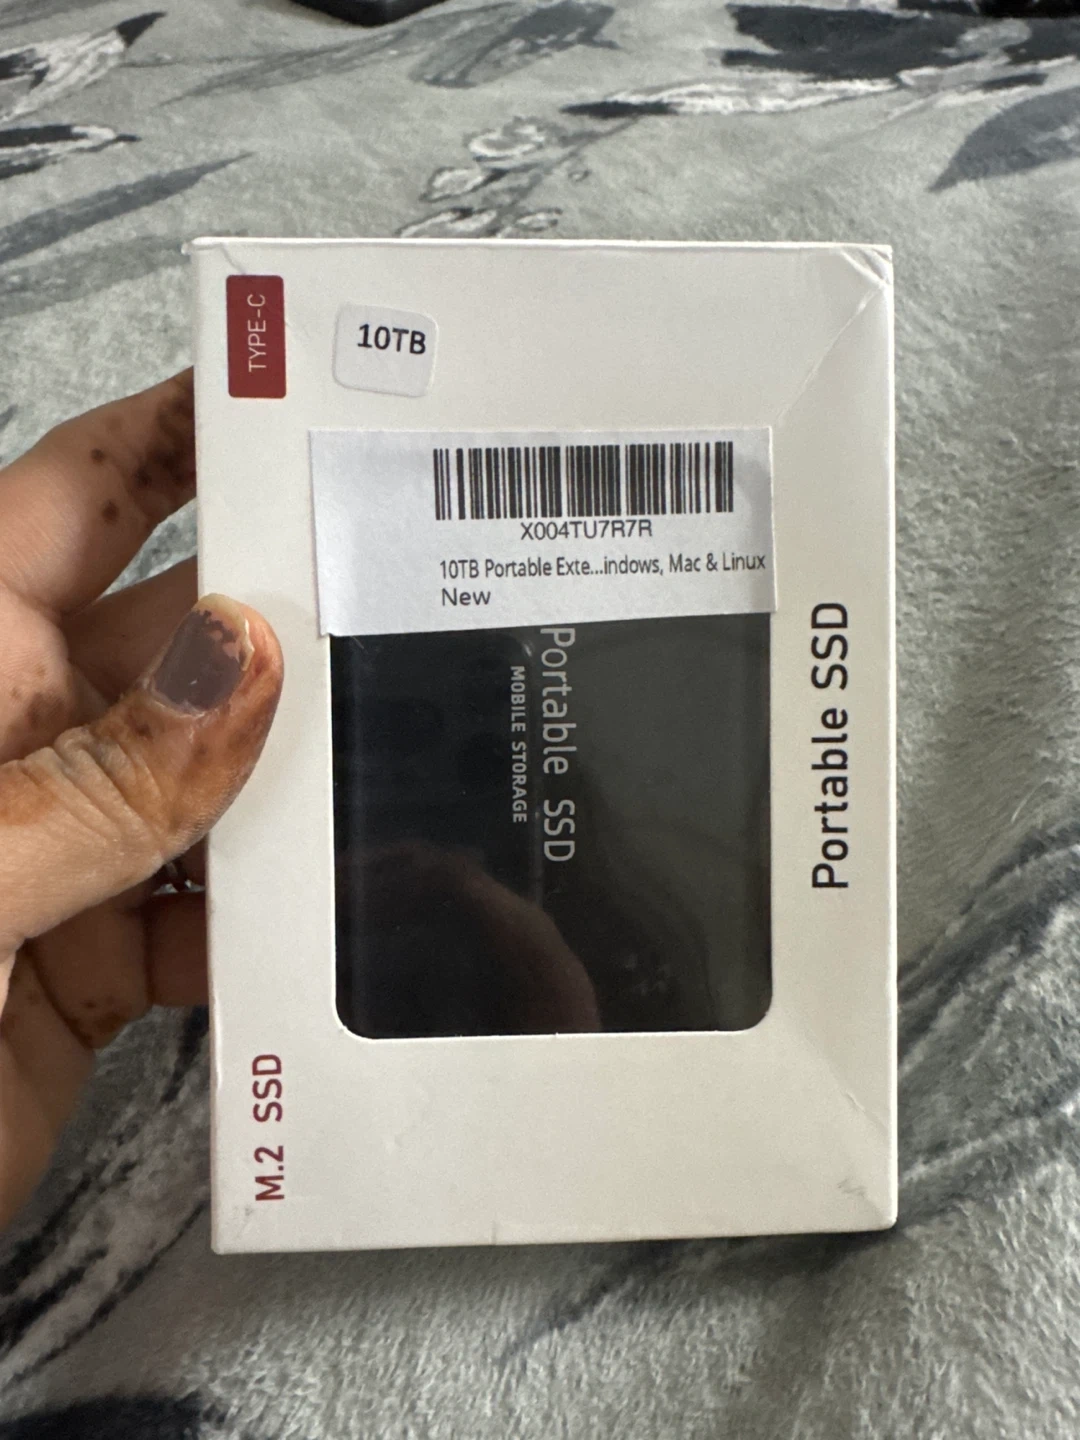 TYPE-C
10TB
X004TU7R7R
10TB Portable Exte...indows, Mac & Linux
New
Portable SSD
MOBILE STORAGE
Portable SSD
M.2 SSD